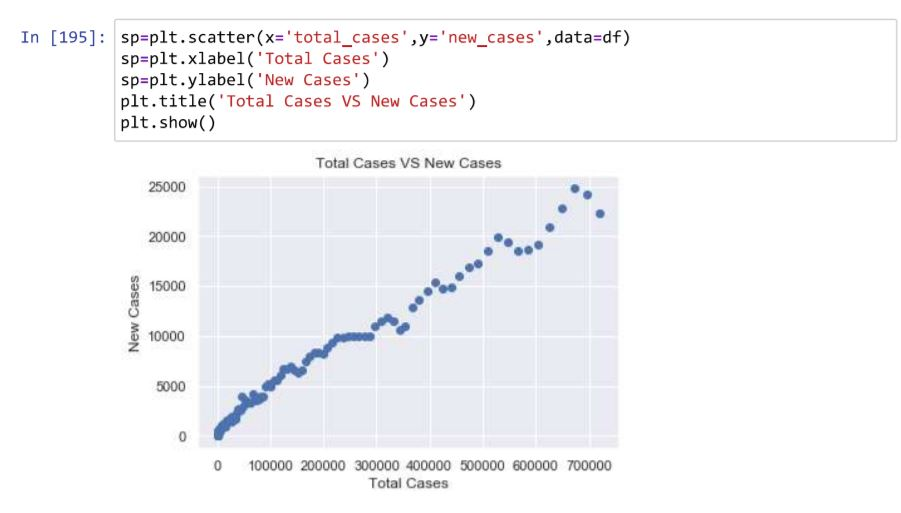 In [195]: sp=plt.scatter(x='total_cases',y='new_cases',data=df)
sp=plt.xlabel('Total Cases')
sp=plt.ylabel('New Cases')
plt.title('Total Cases VS New Cases')
plt.show()
Total Cases VS New Cases
25000
20000
15000
10000
5000
0
New Cases
0 100000 200000 300000 400000 500000 600000 700000
Total Cases